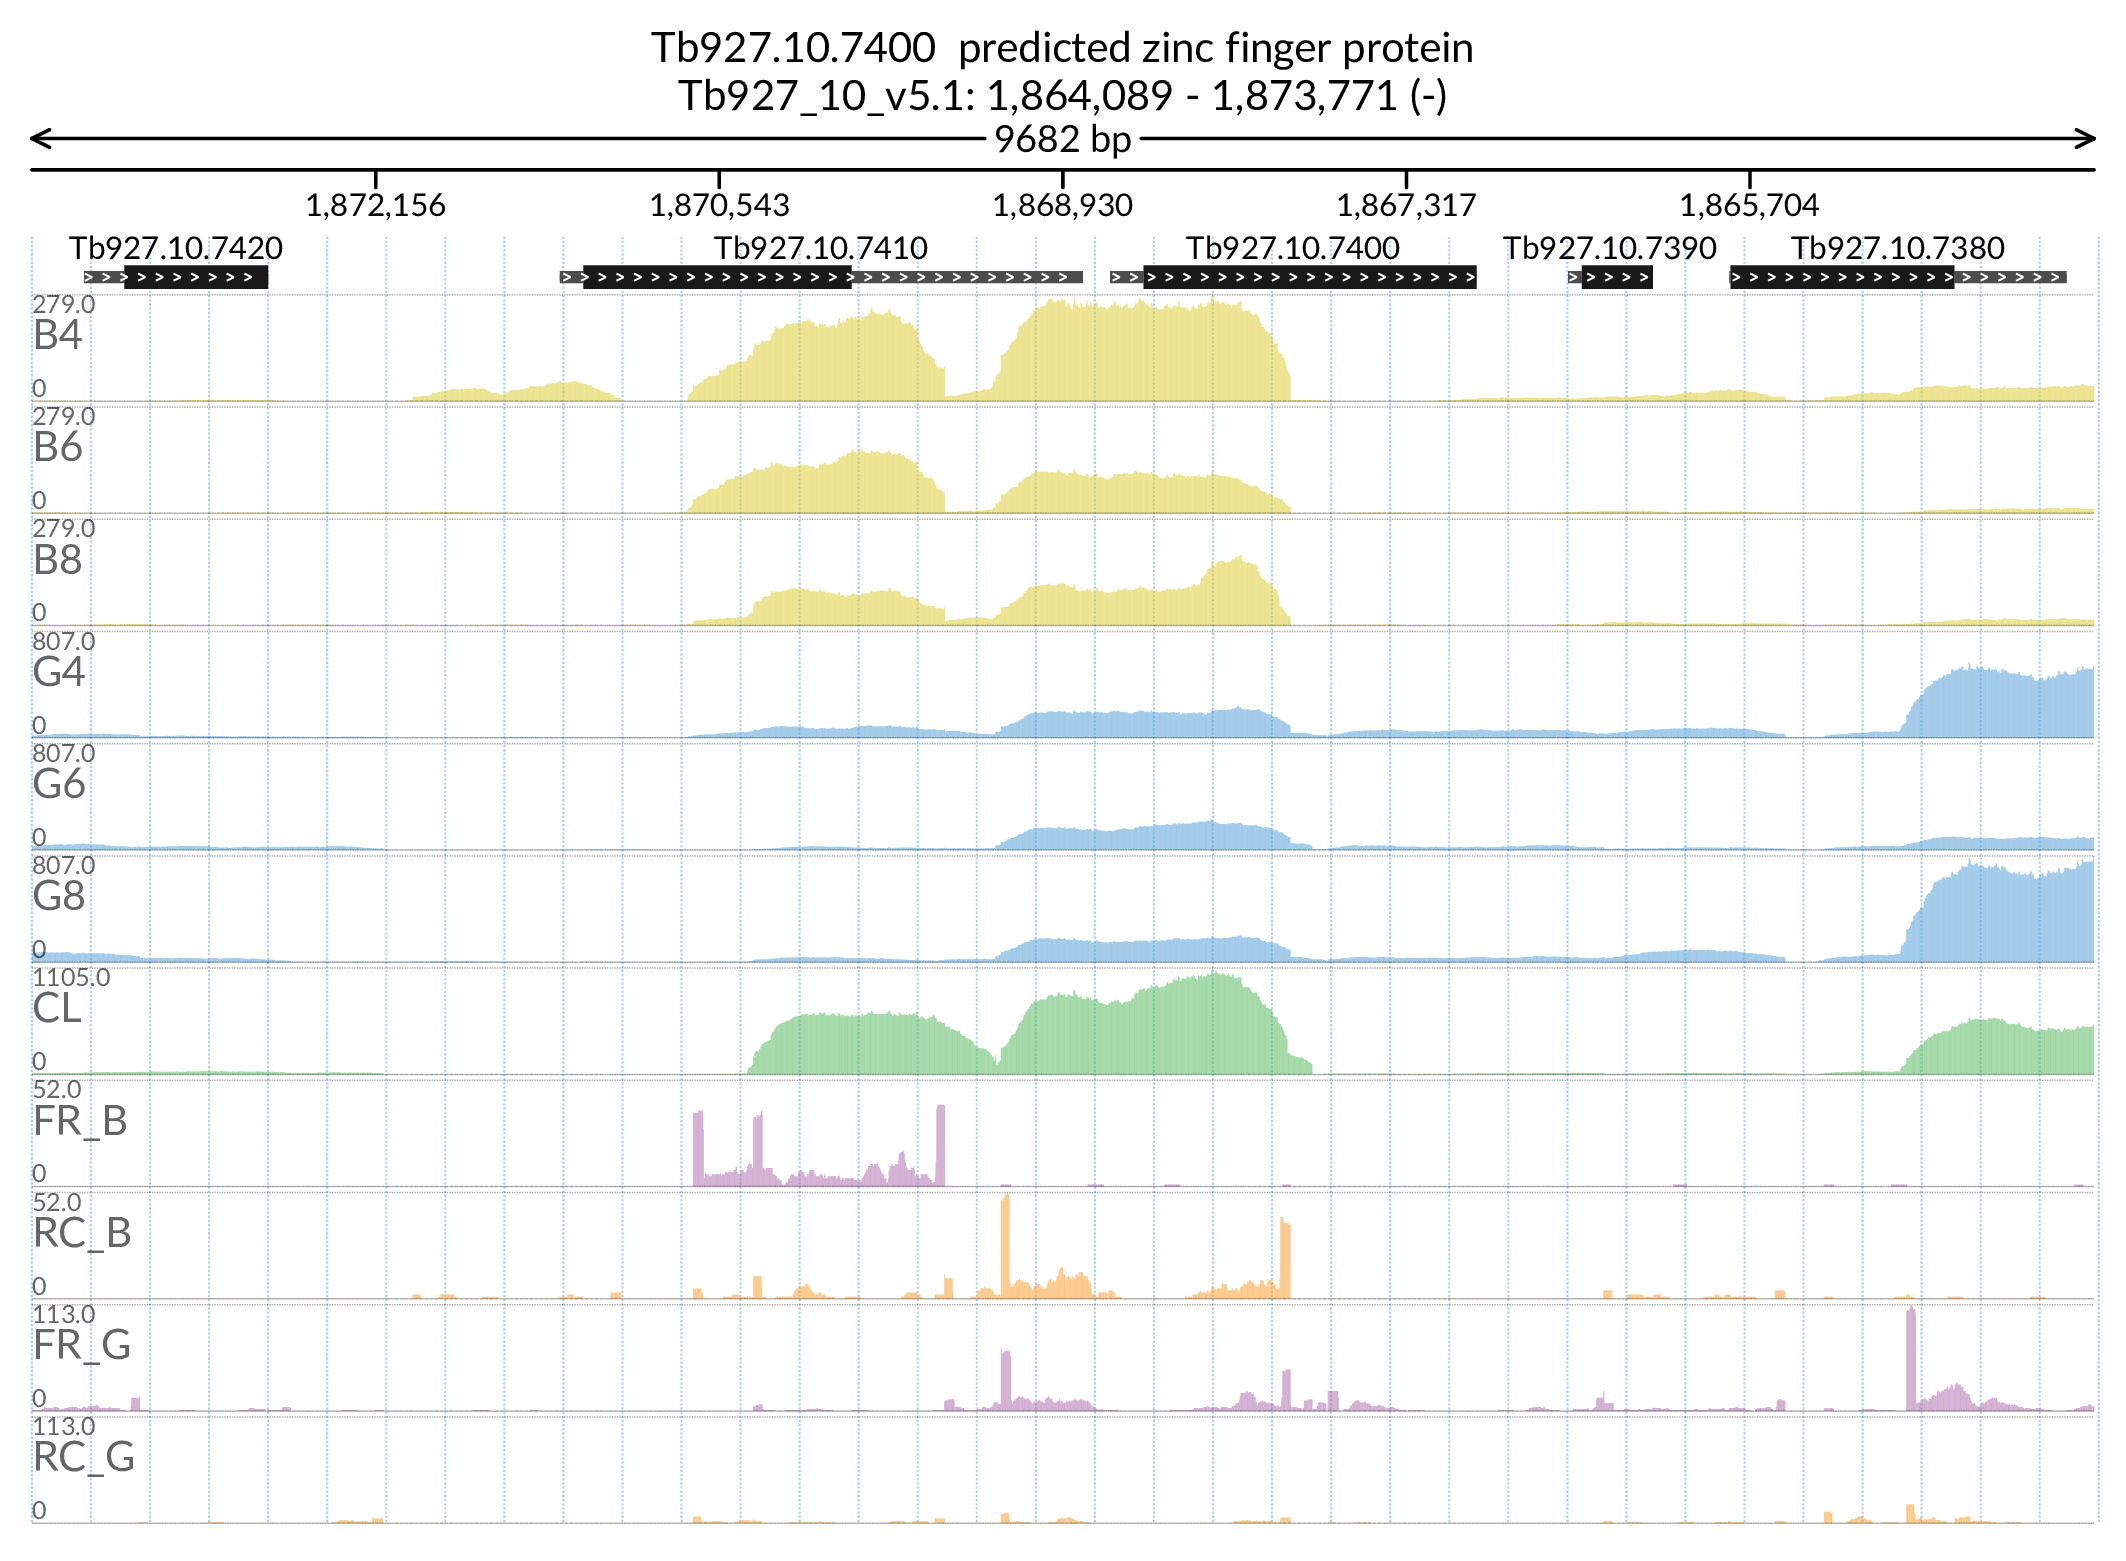 Tb927.10.7400  predicted zinc finger protein
Tb927_10_v5.1: 1,864,089 - 1,873,771 (-)
9682 bp
1,872,156 1,870,543 1,868,930 1,867,317 1,865,704
Tb927.10.7420 Tb927.10.7410 Tb927.10.7400 Tb927.10.7390 Tb927.10.7380
279.0
B4
0
279.0
B6
0
279.0
B8
0
807.0
G4
0
807.0
G6
0
807.0
G8
0
1105.0
CL
0
52.0
FR_B
0
52.0
RC_B
0
113.0
FR_G
0
113.0
RC_G
0